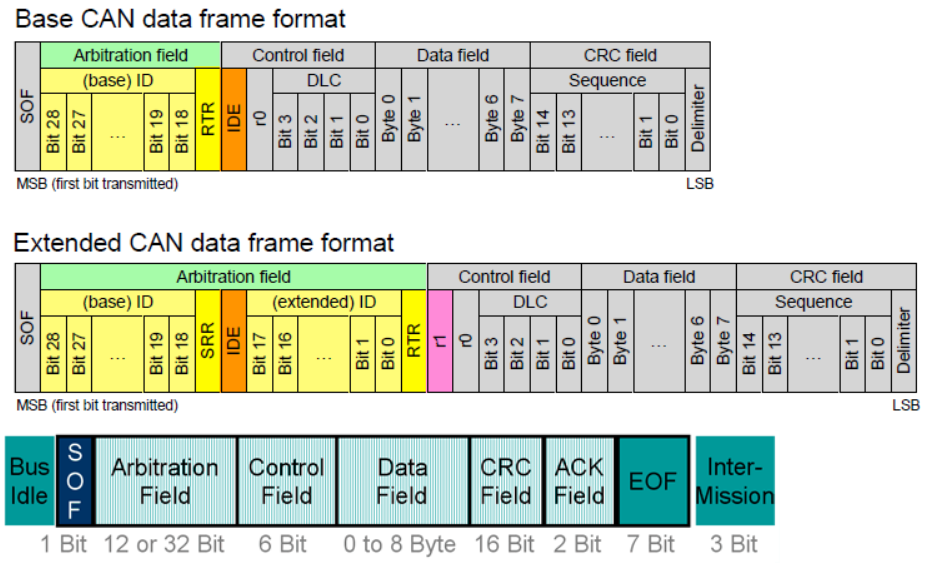 Base CAN data frame format
SOF Arbitration field Control field Data field CRC field
(base) ID RTR IDE r0 DLC Byte 0 Byte 1 ... Byte 6 Byte 7 Sequence Delimiter
Bit 28 Bit 27 ... Bit 19 Bit 18 Bit 3 Bit 2 Bit 1 Bit 0 Bit 14 Bit 13 ... Bit 1 Bit 0
MSB (first bit transmitted) LSB
Extended CAN data frame format
SOF Arbitration field Control field Data field CRC field
(base) ID SRR IDE (extended) ID RTR r1 r0 DLC Byte 0 Byte 1 ... Byte 6 Byte 7 Sequence Delimiter
Bit 28 Bit 27 ... Bit 19 Bit 18 Bit 17 Bit 16 ... Bit 1 Bit 0 Bit 3 Bit 2 Bit 1 Bit 0 Bit 14 Bit 13 ... Bit 1 Bit 0
MSB (first bit transmitted) LSB
Bus Idle SOF Arbitration Field Control Field Data Field CRC Field ACK Field EOF Inter-Mission
1 Bit 12 or 32 Bit 6 Bit 0 to 8 Byte 16 Bit 2 Bit 7 Bit 3 Bit